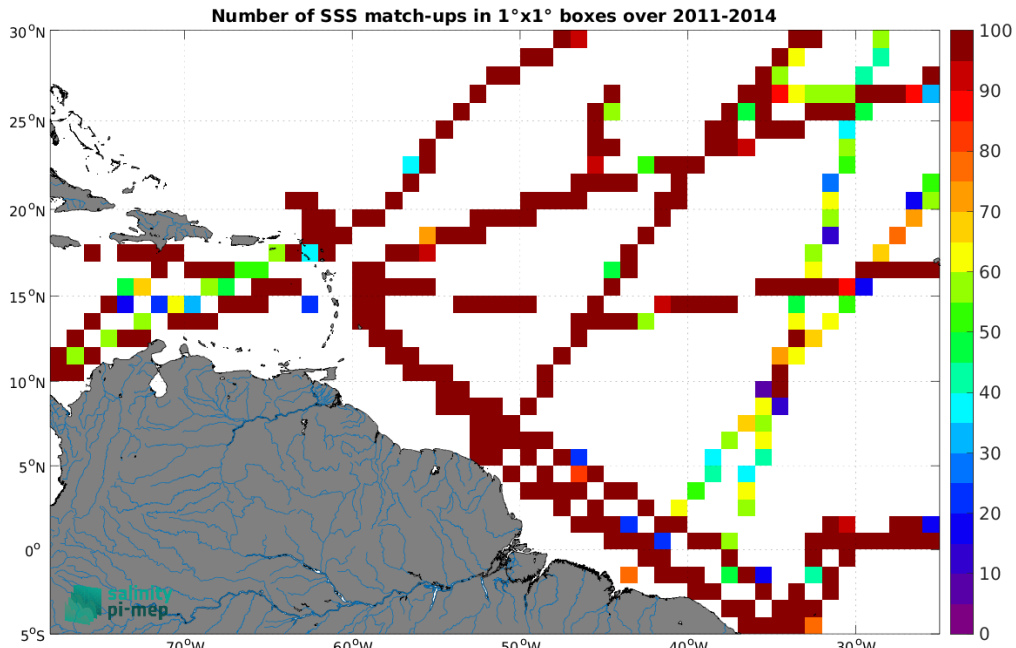 Number of SSS match-ups in 1°x1° boxes over 2011-2014
30°N
25°N
20°N
15°N
10°N
5°N
0°
5°S
70°W
60°W
50°W
40°W
30°W
100
90
80
70
60
50
40
30
20
10
0
salinity
pi-mep